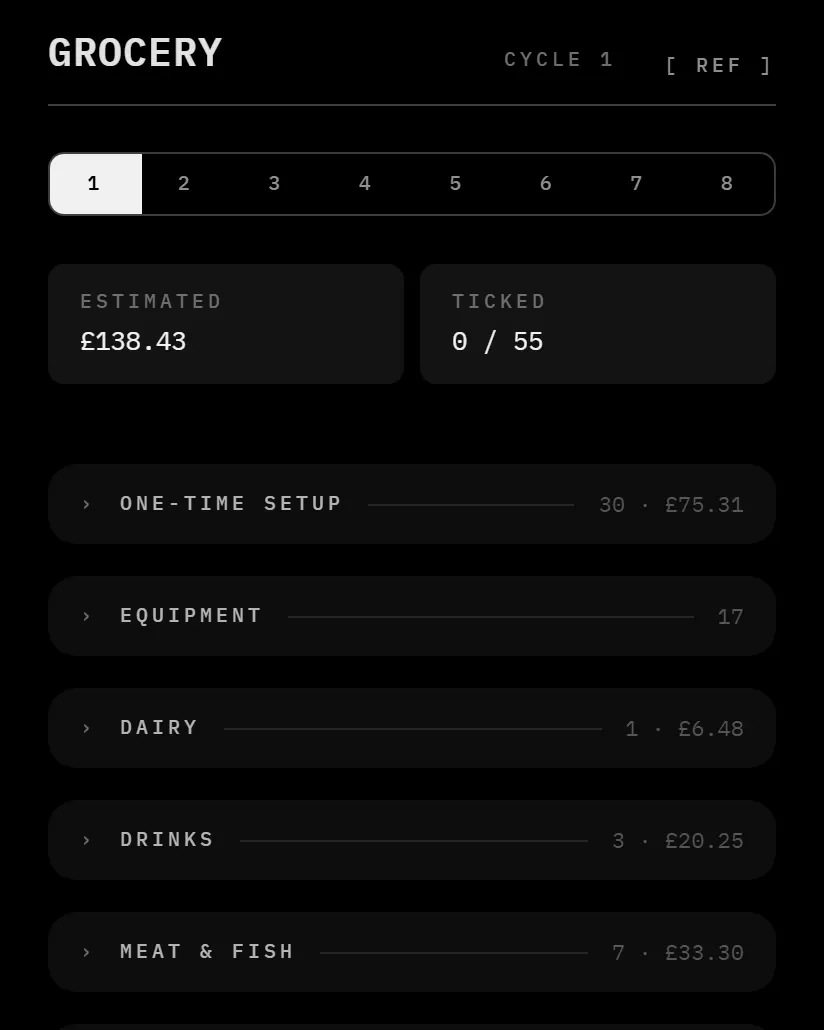 GROCERY CYCLE 1 [ REF ]
1 2 3 4 5 6 7 8
ESTIMATED TICKED
£138.43 0 / 55
› ONE-TIME SETUP 30 · £75.31
› EQUIPMENT 17
› DAIRY 1 · £6.48
› DRINKS 3 · £20.25
› MEAT & FISH 7 · £33.30